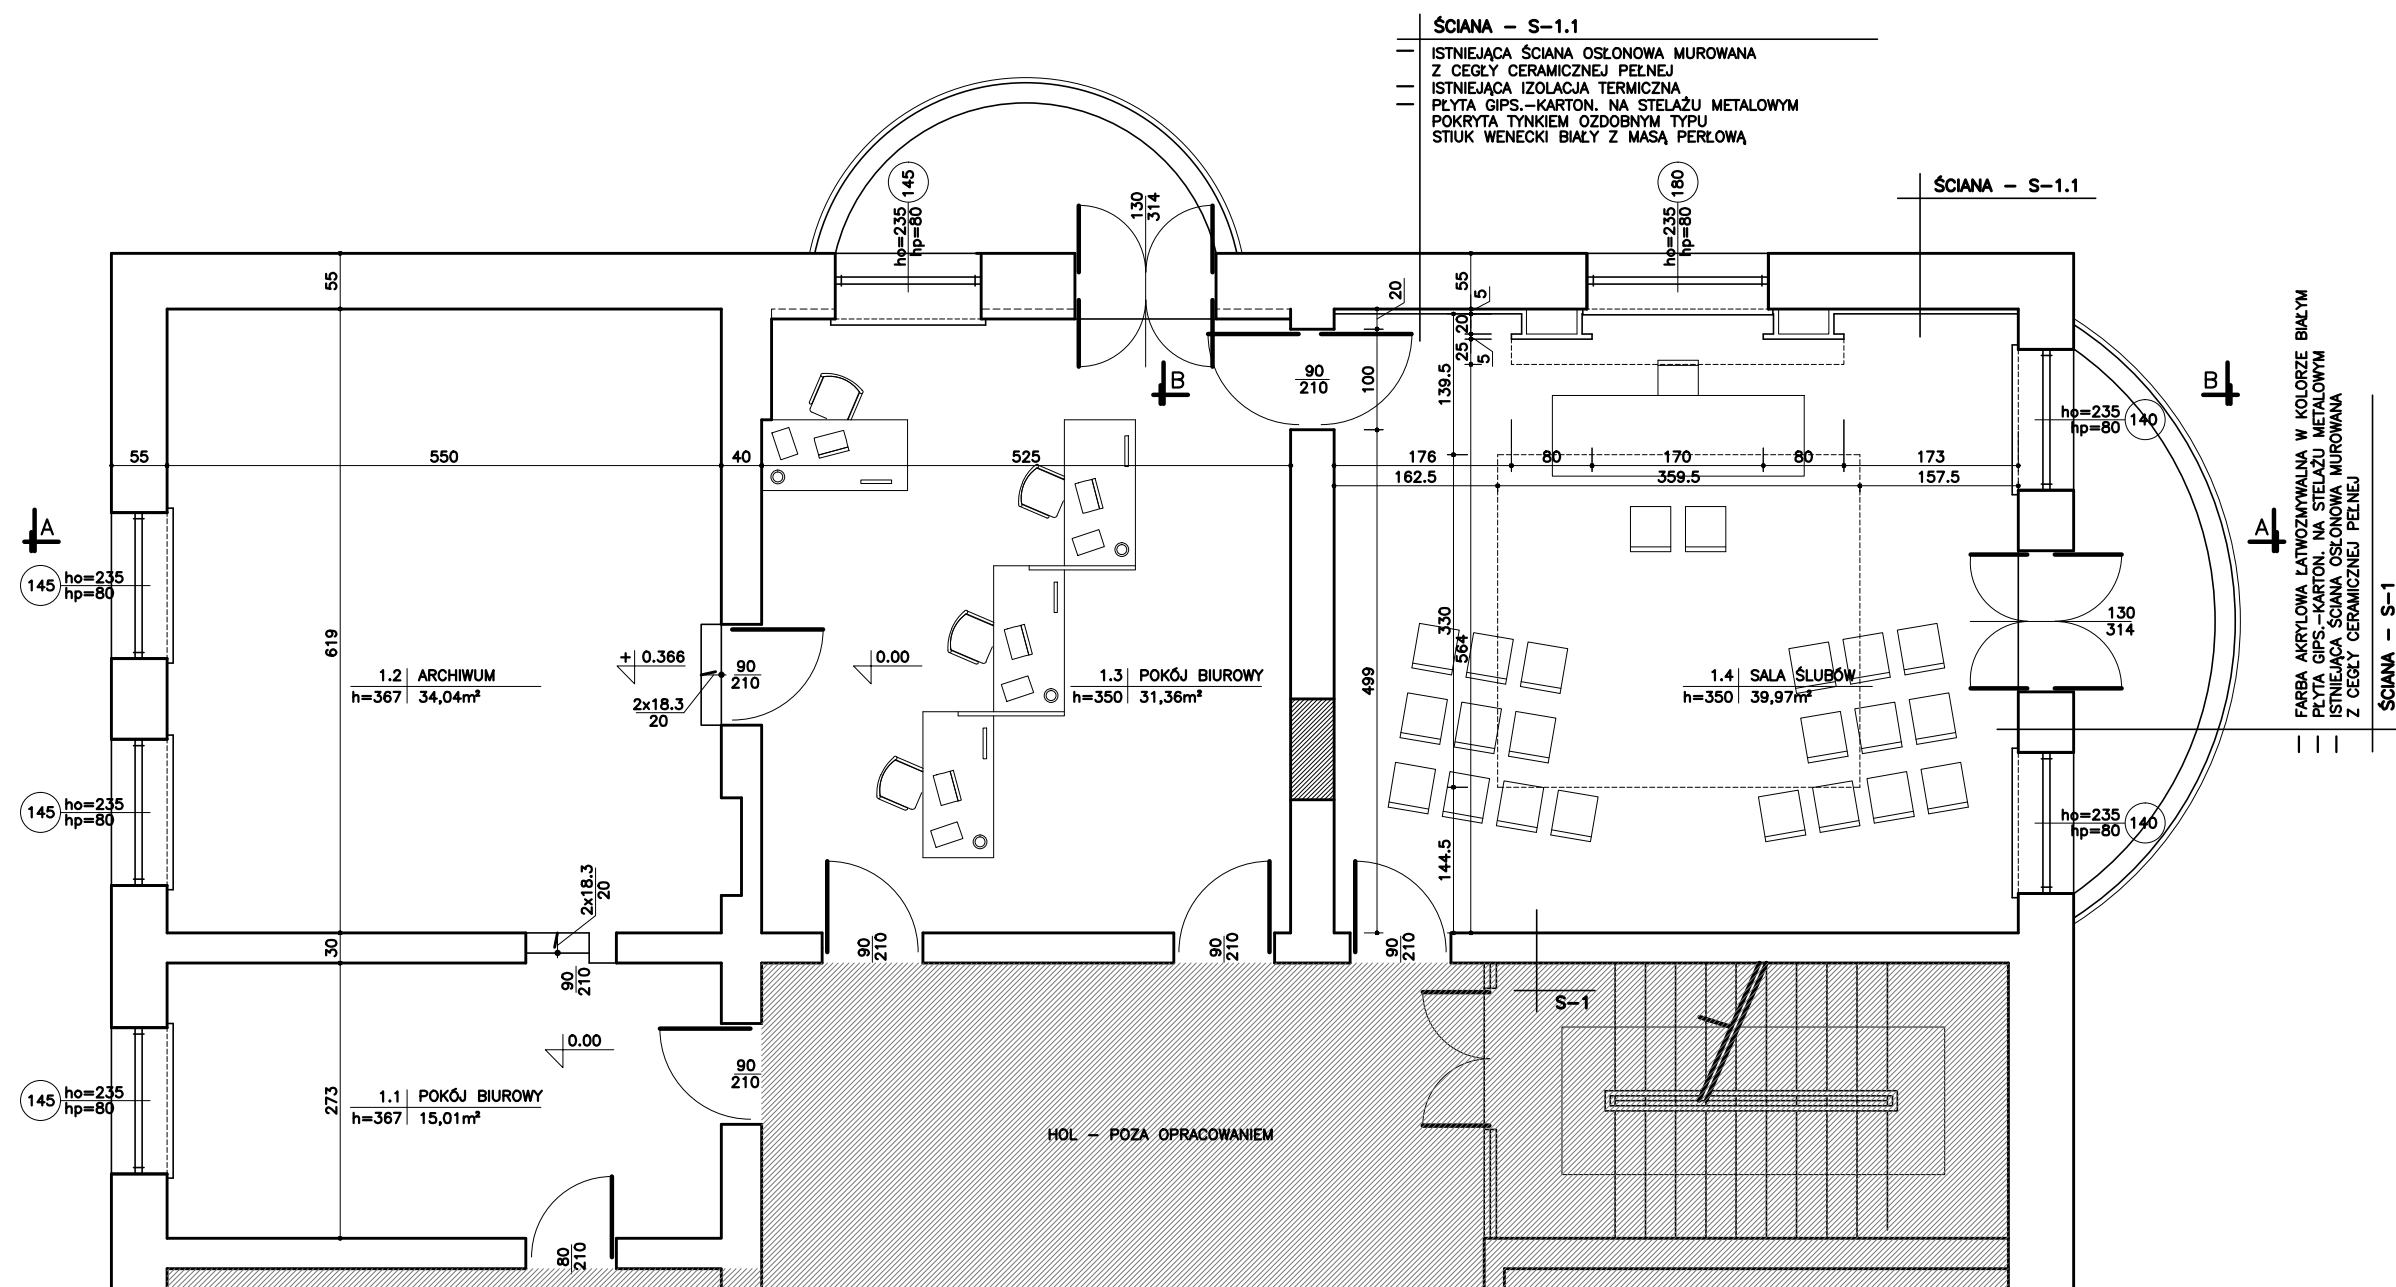 ŚCIANA – S–1.1
— ISTNIEJĄCA ŚCIANA OSŁONOWA MUROWANA
Z CEGŁY CERAMICZNEJ PEŁNEJ
— ISTNIEJĄCA IZOLACJA TERMICZNA
— PŁYTA GIPS.–KARTON. NA STELAŻU METALOWYM
POKRYTA TYNKIEM OZDOBNYM TYPU
STIUK WENECKI BIAŁY Z MASĄ PERŁOWĄ
ŚCIANA – S–1.1
145
ho=235
hp=80
130
314
180
ho=235
hp=80
55
55
20
5
20
25
5
90
210
100
139.5
B
B
ho=235
hp=80
140
55
550
40
525
176
80
170
80
173
162.5
359.5
157.5
A
A
145
ho=235
hp=80
619
+ 0.366
90
210
2x18.3
20
0.00
1.2 ARCHIWUM
h=367 34,04m²
1.3 POKÓJ BIUROWY
h=350 31,36m²
499
330
564
1.4 SALA ŚLUBÓW
h=350 39,97m²
130
314
145
ho=235
hp=80
ho=235
hp=80
140
144.5
2x18.3
20
30
90
210
90
210
90
210
90
210
S–1
0.00
145
ho=235
hp=80
273
1.1 POKÓJ BIUROWY
h=367 15,01m²
90
210
HOL – POZA OPRACOWANIEM
80
210
— FARBA AKRYLOWA ŁATWOZMYWALNA W KOLORZE BIAŁYM
— PŁYTA GIPS.–KARTON. NA STELAŻU METALOWYM
— ISTNIEJĄCA ŚCIANA OSŁONOWA MUROWANA
Z CEGŁY CERAMICZNEJ PEŁNEJ
ŚCIANA – S–1